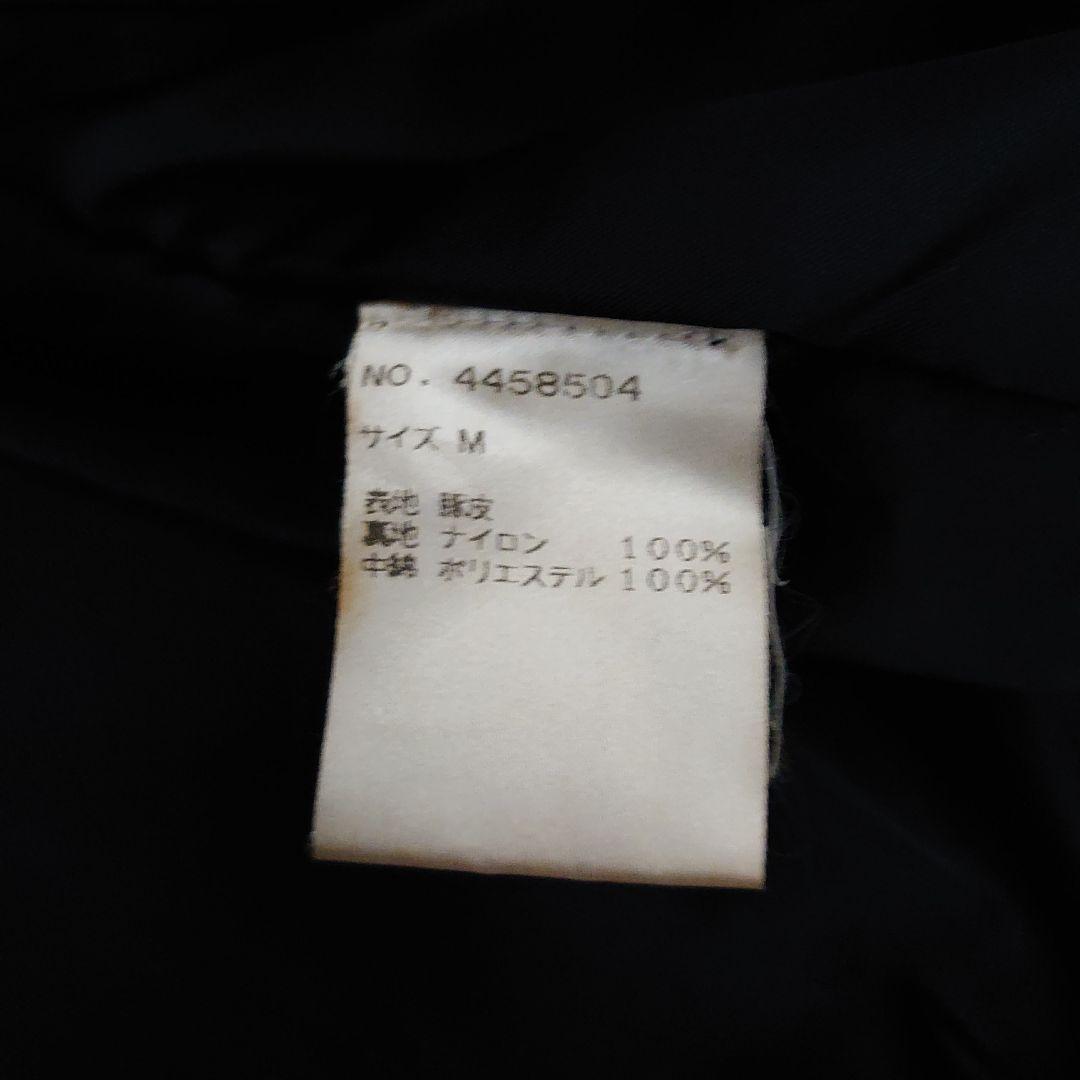 NO. 4458504
サイズ M
表地 豚皮
裏地 ナイロン 100%
中綿 ポリエステル 100%